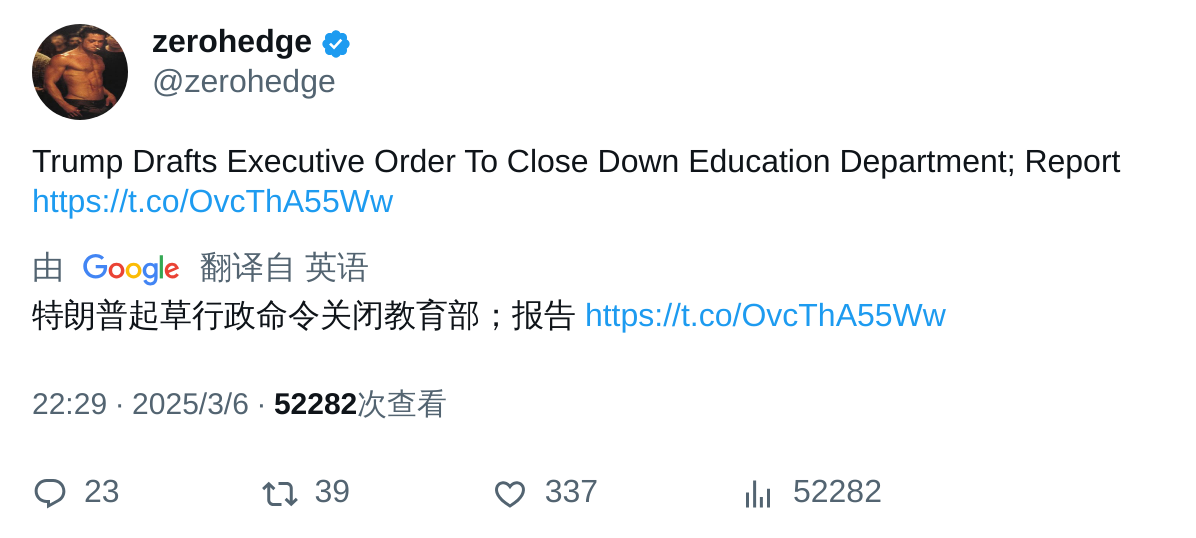 zerohedge
@zerohedge
Trump Drafts Executive Order To Close Down Education Department; Report
https://t.co/OvcThA55Ww
由 Google 翻译自 英语
特朗普起草行政命令关闭教育部；报告 https://t.co/OvcThA55Ww
22:29 · 2025/3/6 · 52282次查看
23 39 337 52282